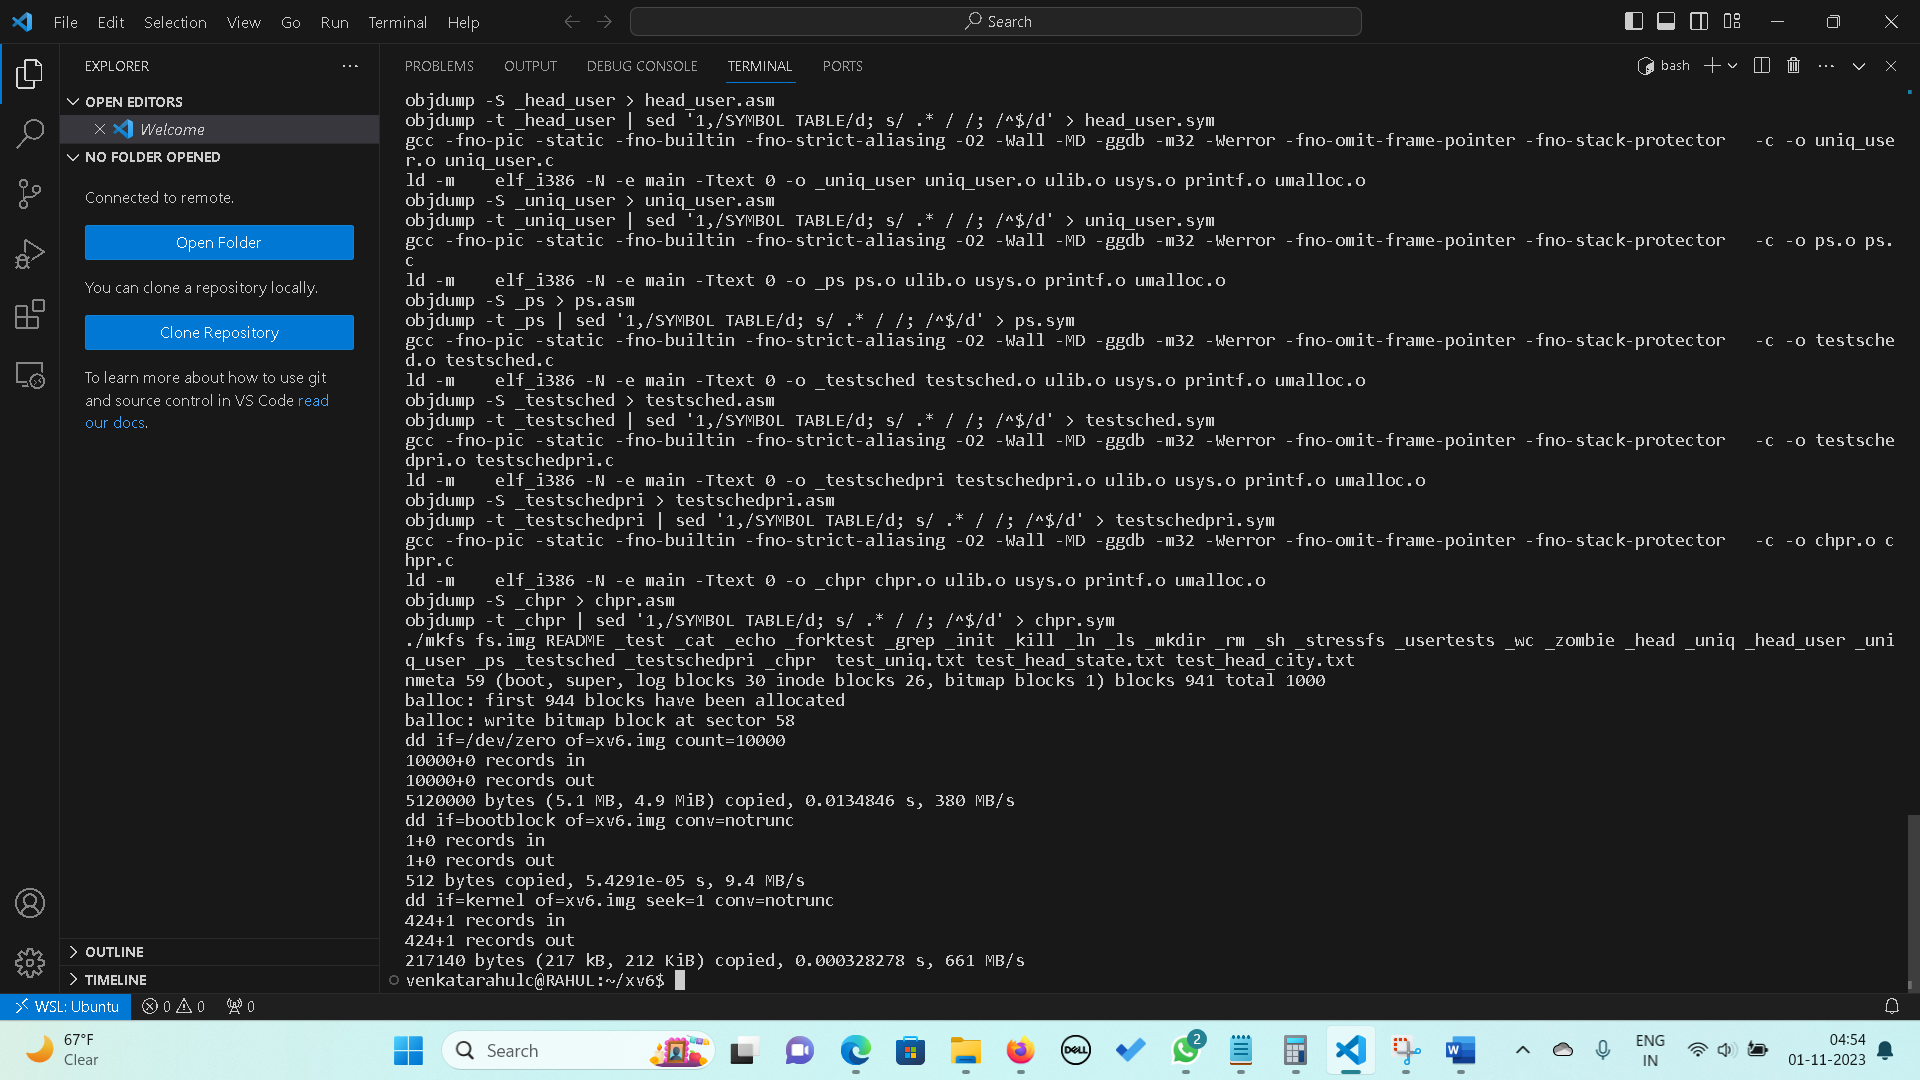 File Edit Selection View Go Run Terminal Help
Search
EXPLORER
OPEN EDITORS
Welcome
NO FOLDER OPENED
Connected to remote.
Open Folder
You can clone a repository locally.
Clone Repository
To learn more about how to use git
and source control in VS Code read
our docs.
OUTLINE
TIMELINE
PROBLEMS OUTPUT DEBUG CONSOLE TERMINAL PORTS
bash
objdump -S _head_user > head_user.asm
objdump -t _head_user | sed '1,/SYMBOL TABLE/d; s/ .* / /; /^$/d' > head_user.sym
gcc -fno-pic -static -fno-builtin -fno-strict-aliasing -O2 -Wall -MD -ggdb -m32 -Werror -fno-omit-frame-pointer -fno-stack-protector   -c -o uniq_use
r.o uniq_user.c
ld -m    elf_i386 -N -e main -Ttext 0 -o _uniq_user uniq_user.o ulib.o usys.o printf.o umalloc.o
objdump -S _uniq_user > uniq_user.asm
objdump -t _uniq_user | sed '1,/SYMBOL TABLE/d; s/ .* / /; /^$/d' > uniq_user.sym
gcc -fno-pic -static -fno-builtin -fno-strict-aliasing -O2 -Wall -MD -ggdb -m32 -Werror -fno-omit-frame-pointer -fno-stack-protector   -c -o ps.o ps.
c
ld -m    elf_i386 -N -e main -Ttext 0 -o _ps ps.o ulib.o usys.o printf.o umalloc.o
objdump -S _ps > ps.asm
objdump -t _ps | sed '1,/SYMBOL TABLE/d; s/ .* / /; /^$/d' > ps.sym
gcc -fno-pic -static -fno-builtin -fno-strict-aliasing -O2 -Wall -MD -ggdb -m32 -Werror -fno-omit-frame-pointer -fno-stack-protector   -c -o testsche
d.o testsched.c
ld -m    elf_i386 -N -e main -Ttext 0 -o _testsched testsched.o ulib.o usys.o printf.o umalloc.o
objdump -S _testsched > testsched.asm
objdump -t _testsched | sed '1,/SYMBOL TABLE/d; s/ .* / /; /^$/d' > testsched.sym
gcc -fno-pic -static -fno-builtin -fno-strict-aliasing -O2 -Wall -MD -ggdb -m32 -Werror -fno-omit-frame-pointer -fno-stack-protector   -c -o testsche
dpri.o testschedpri.c
ld -m    elf_i386 -N -e main -Ttext 0 -o _testschedpri testschedpri.o ulib.o usys.o printf.o umalloc.o
objdump -S _testschedpri > testschedpri.asm
objdump -t _testschedpri | sed '1,/SYMBOL TABLE/d; s/ .* / /; /^$/d' > testschedpri.sym
gcc -fno-pic -static -fno-builtin -fno-strict-aliasing -O2 -Wall -MD -ggdb -m32 -Werror -fno-omit-frame-pointer -fno-stack-protector   -c -o chpr.o c
hpr.c
ld -m    elf_i386 -N -e main -Ttext 0 -o _chpr chpr.o ulib.o usys.o printf.o umalloc.o
objdump -S _chpr > chpr.asm
objdump -t _chpr | sed '1,/SYMBOL TABLE/d; s/ .* / /; /^$/d' > chpr.sym
./mkfs fs.img README _test _cat _echo _forktest _grep _init _kill _ln _ls _mkdir _rm _sh _stressfs _usertests _wc _zombie _head _uniq _head_user _uni
q_user _ps _testsched _testschedpri _chpr  test_uniq.txt test_head_state.txt test_head_city.txt
nmeta 59 (boot, super, log blocks 30 inode blocks 26, bitmap blocks 1) blocks 941 total 1000
balloc: first 944 blocks have been allocated
balloc: write bitmap block at sector 58
dd if=/dev/zero of=xv6.img count=10000
10000+0 records in
10000+0 records out
5120000 bytes (5.1 MB, 4.9 MiB) copied, 0.0134846 s, 380 MB/s
dd if=bootblock of=xv6.img conv=notrunc
1+0 records in
1+0 records out
512 bytes copied, 5.4291e-05 s, 9.4 MB/s
dd if=kernel of=xv6.img seek=1 conv=notrunc
424+1 records in
424+1 records out
217140 bytes (217 kB, 212 KiB) copied, 0.000328278 s, 661 MB/s
venkatarahulc@RAHUL:~/xv6$
WSL: Ubuntu 0 0 0
67°F
Clear
Search
DELL
2
W
ENG
IN
04:54
01-11-2023